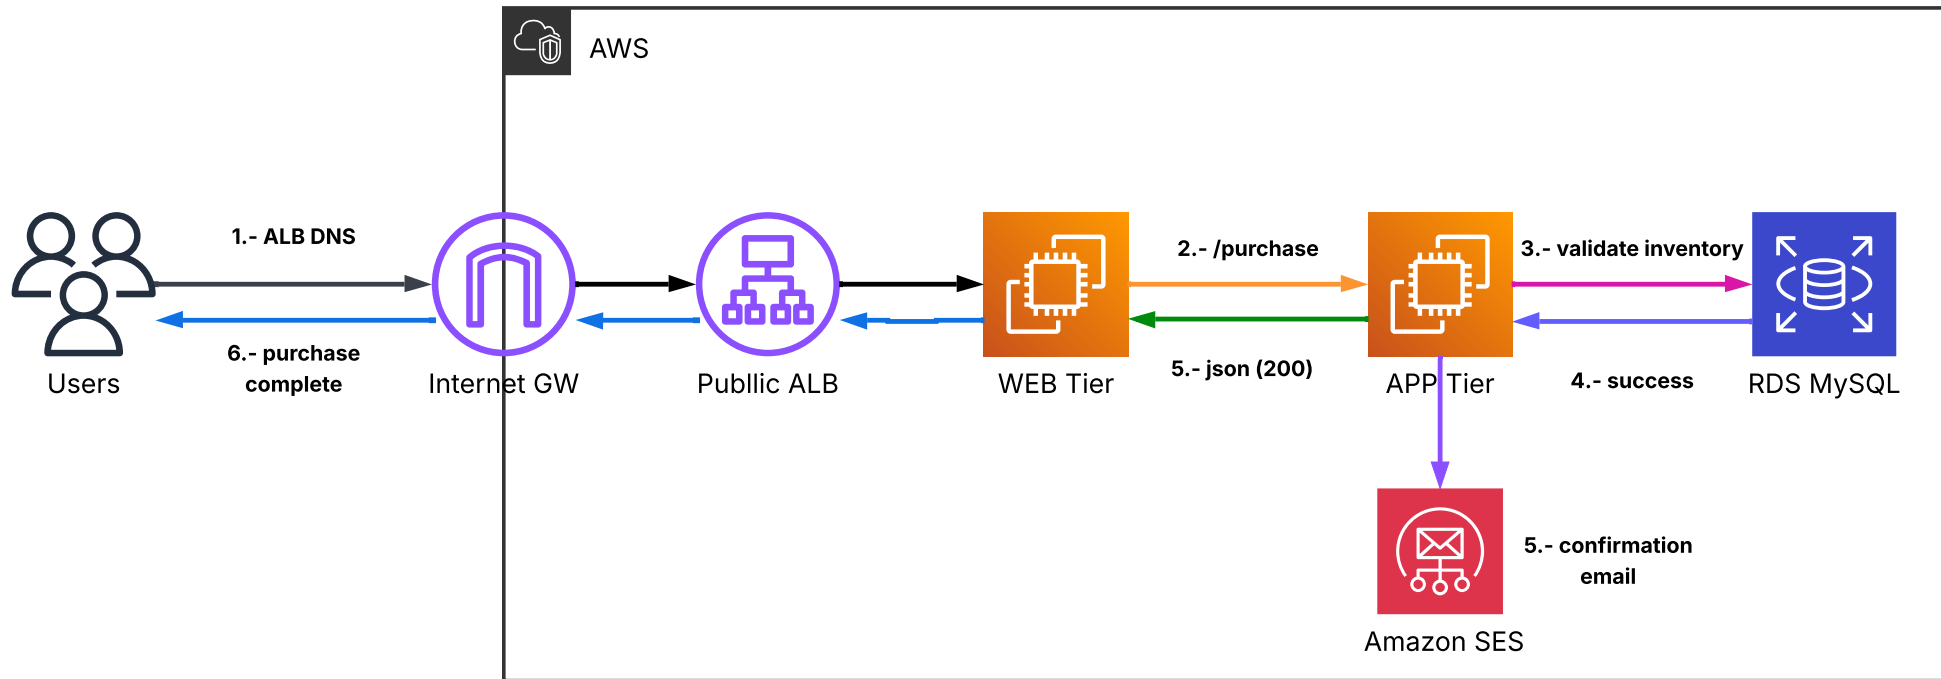 AWS
1.- ALB DNS
2.- /purchase
3.- validate inventory
6.- purchase
complete
5.- json (200)
4.- success
Users
Internet GW
Publlic ALB
WEB Tier
APP Tier
RDS MySQL
5.- confirmation
email
Amazon SES